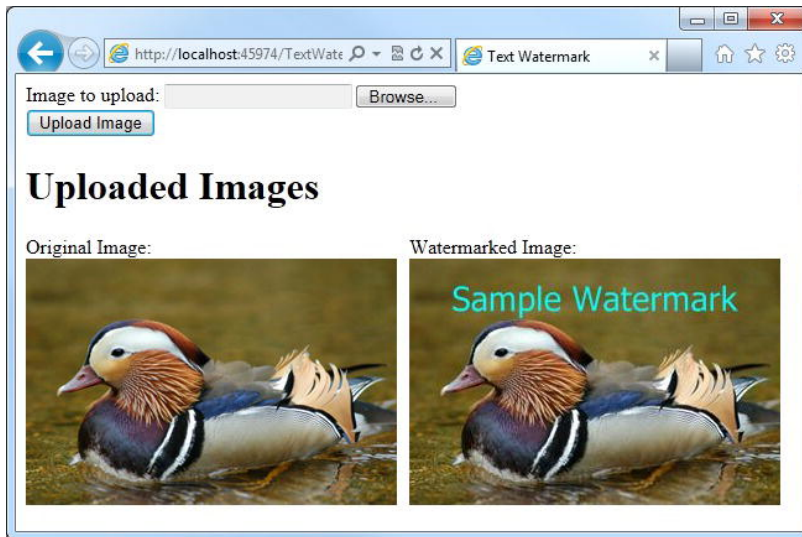 http://localhost:45974/TextWate
Text Watermark
Image to upload:
Browse...
Upload Image
Uploaded Images
Original Image:
Watermarked Image:
Sample Watermark